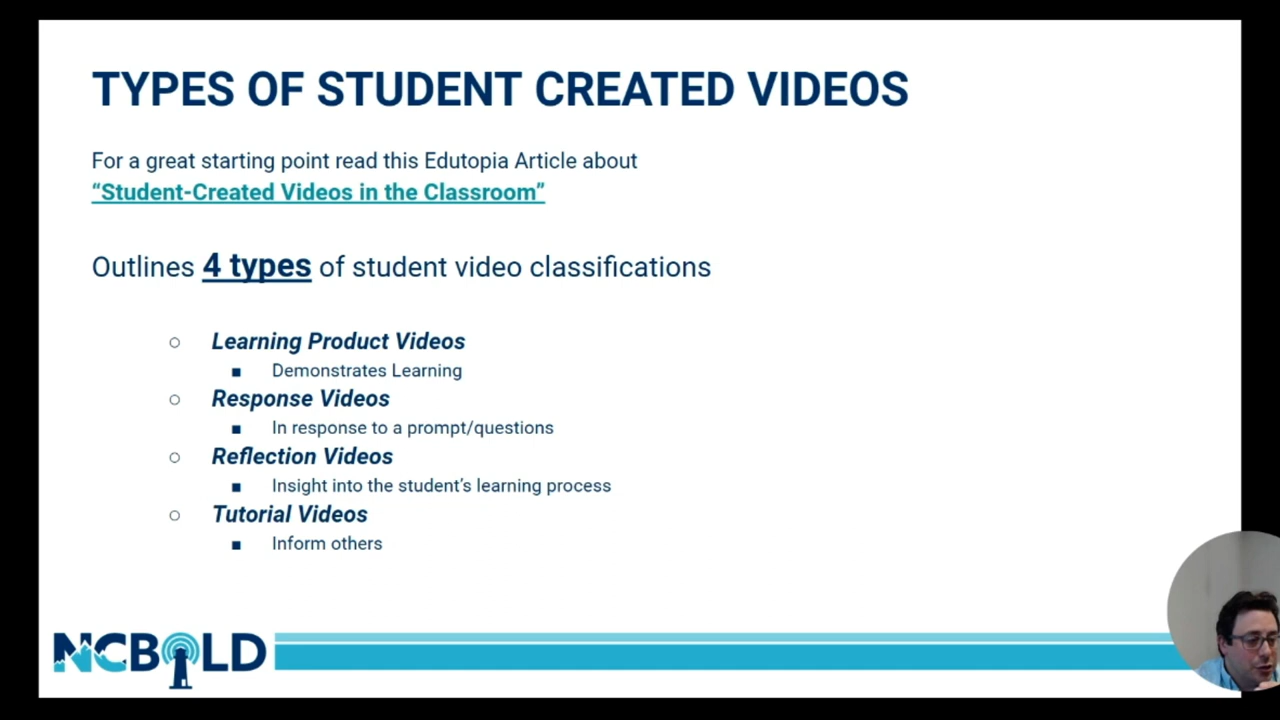 TYPES OF STUDENT CREATED VIDEOS
For a great starting point read this Edutopia Article about
“Student-Created Videos in the Classroom”
Outlines 4 types of student video classifications
Learning Product Videos
Demonstrates Learning
Response Videos
In response to a prompt/questions
Reflection Videos
Insight into the student’s learning process
Tutorial Videos
Inform others
NCBOLD